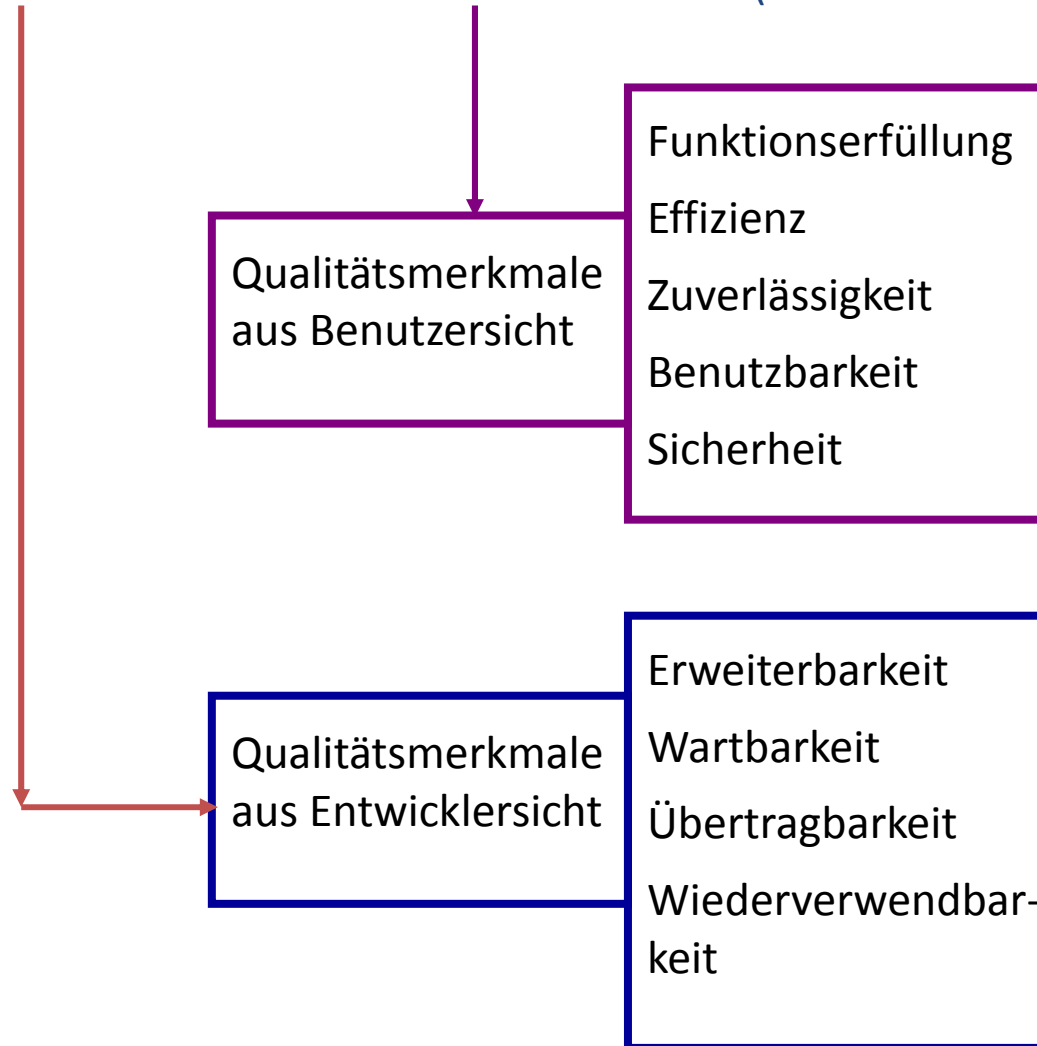 Qualitätsmerkmale
aus Benutzersicht
Funktionserfüllung
Effizienz
Zuverlässigkeit
Benutzbarkeit
Sicherheit
Qualitätsmerkmale
aus Entwicklersicht
Erweiterbarkeit
Wartbarkeit
Übertragbarkeit
Wiederverwendbar-
keit